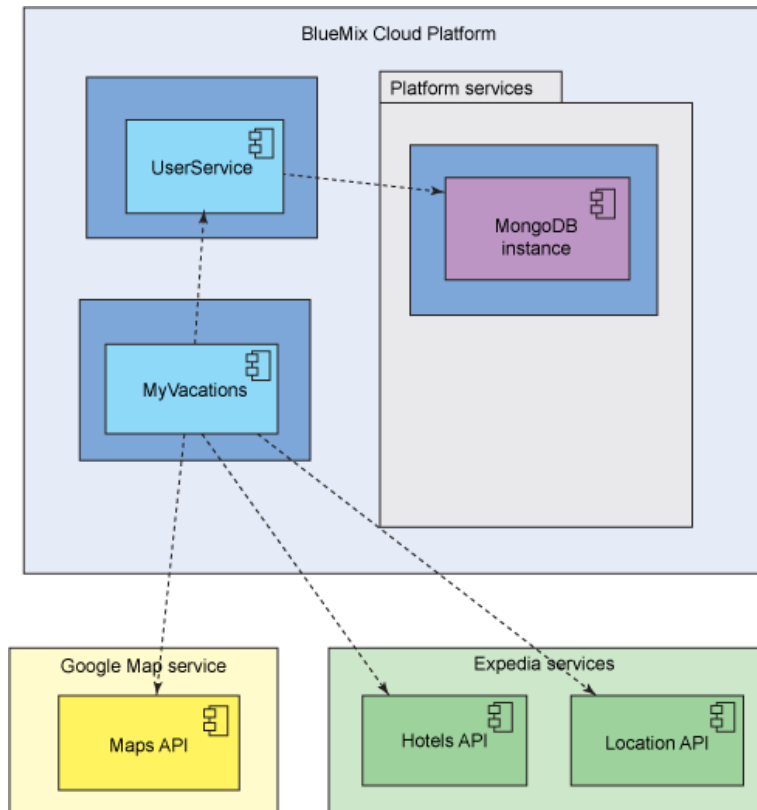 BlueMix Cloud Platform
Platform services
UserService
MongoDB
instance
MyVacations
Google Map service
Maps API
Expedia services
Hotels API
Location API